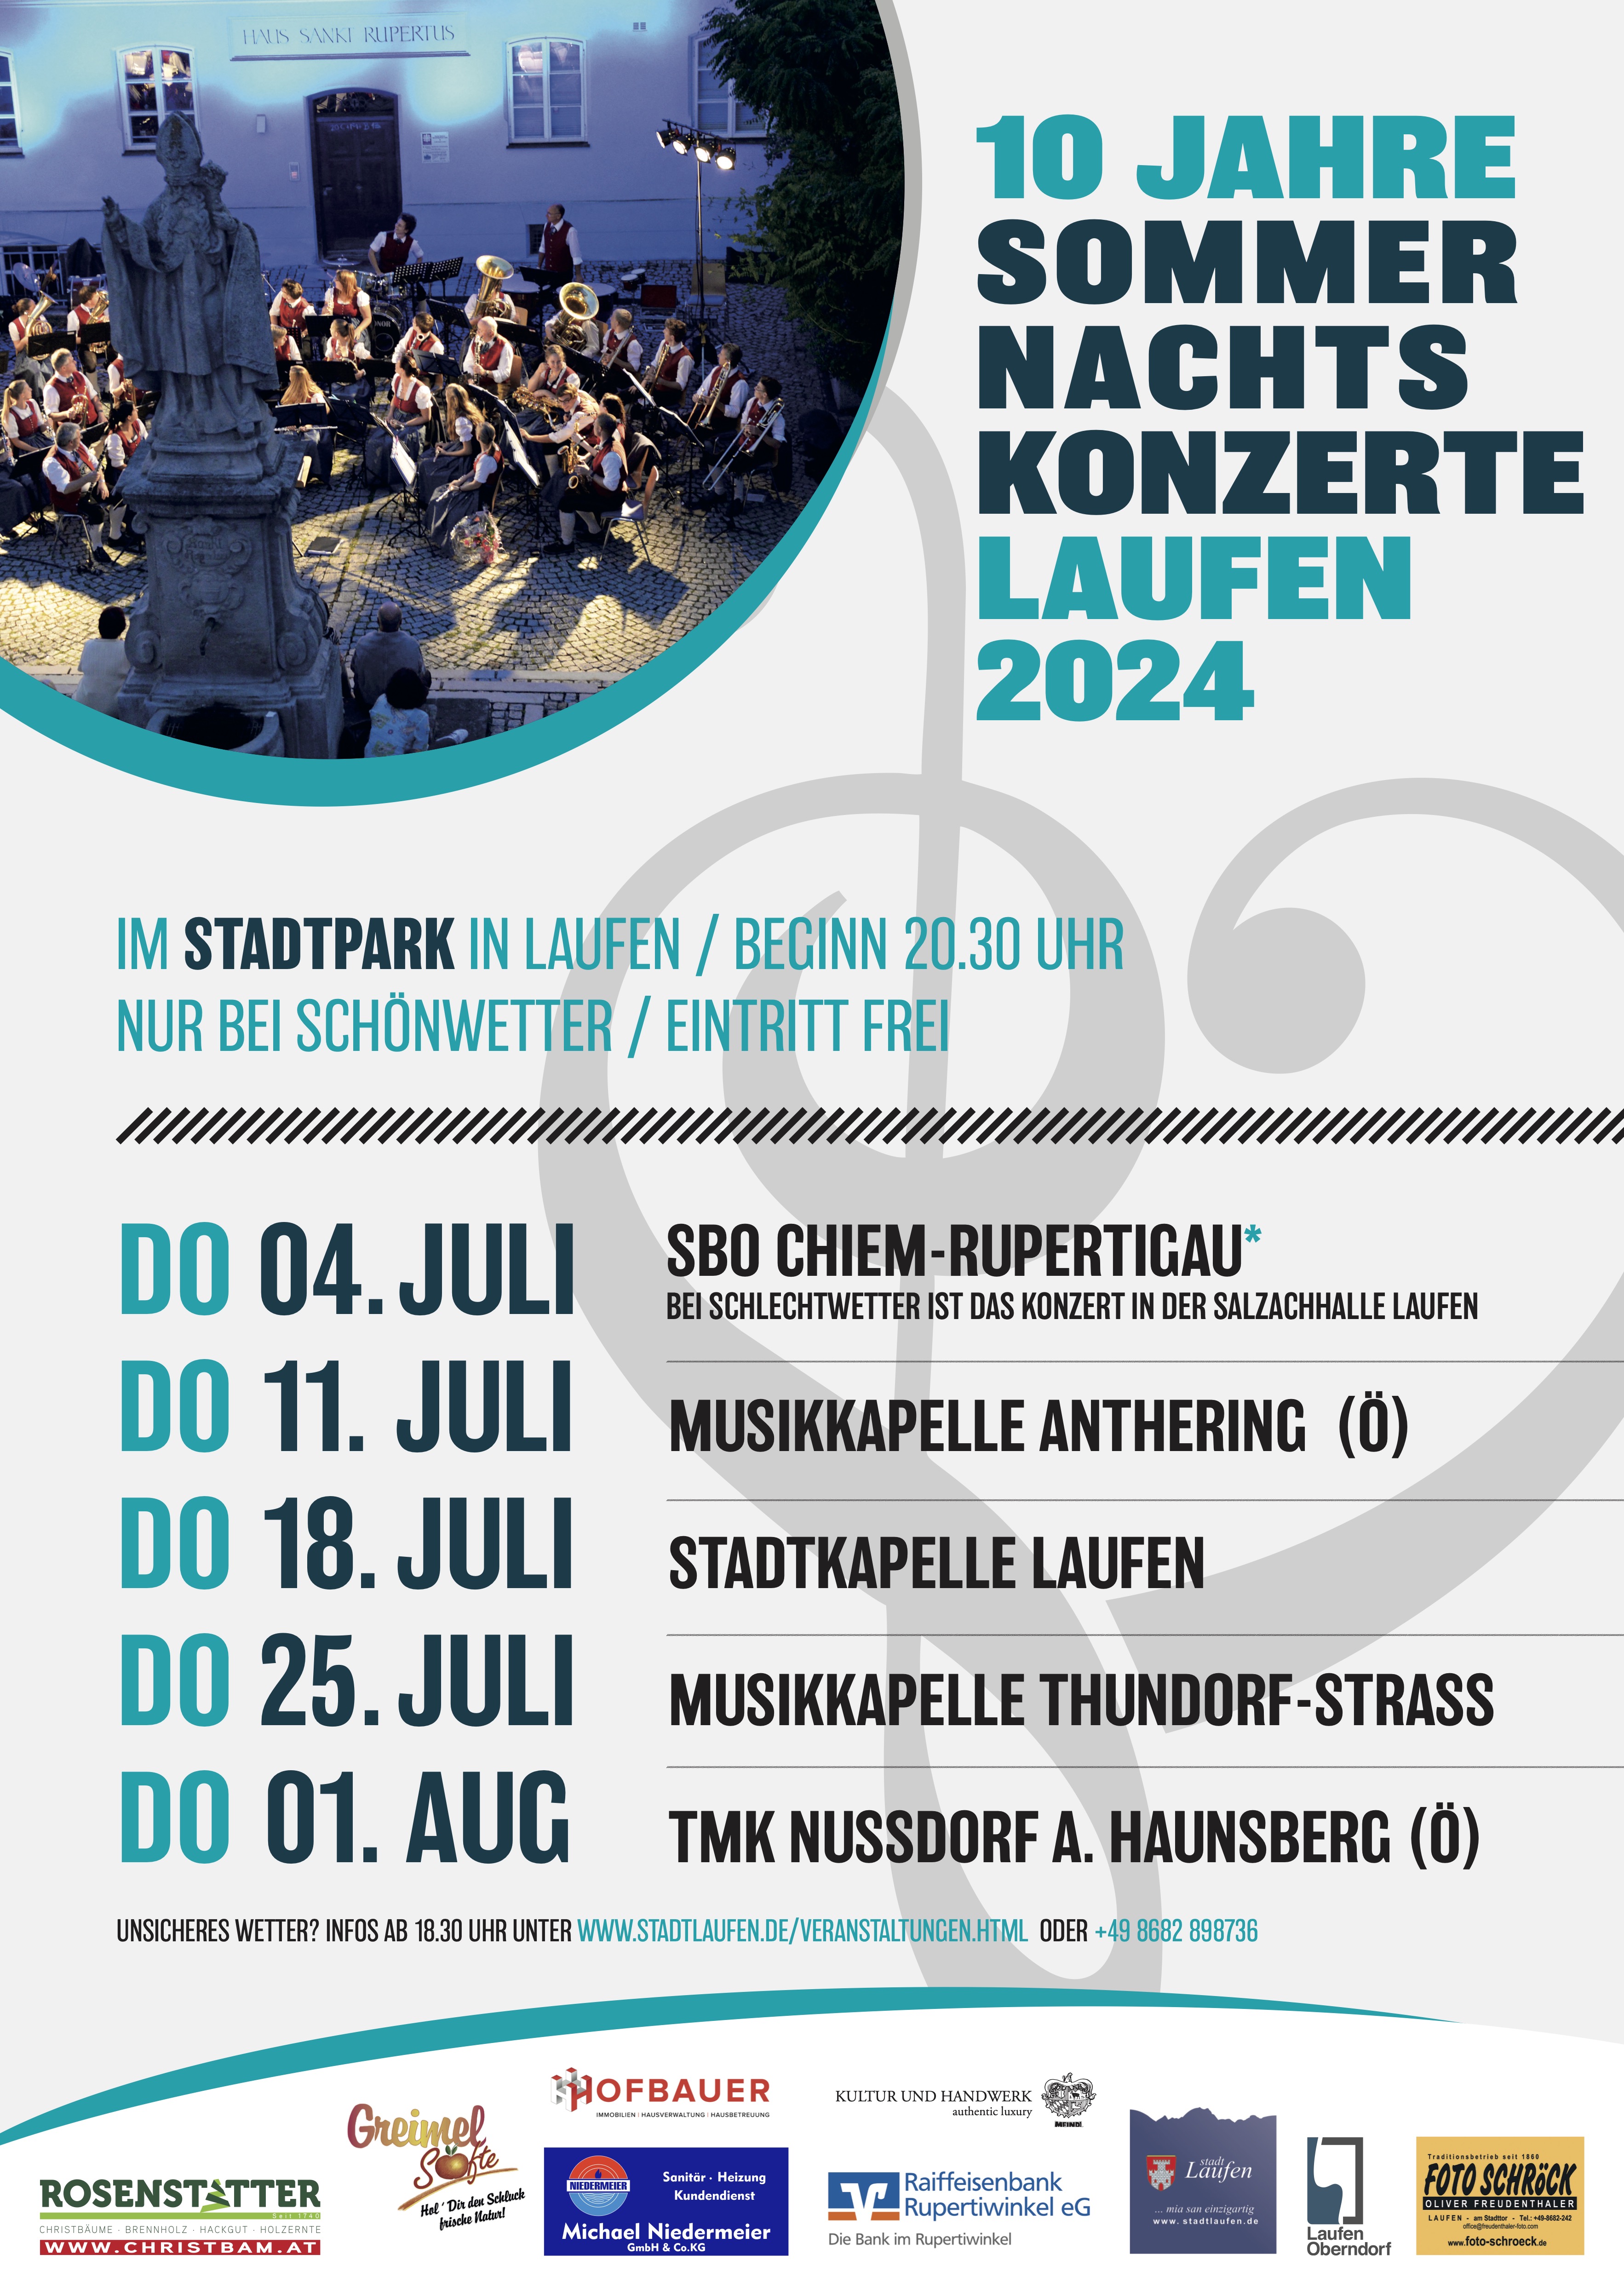 HAUS SANKT RUPERTUS
10 JAHRE
SOMMER
NACHTS
KONZERTE
LAUFEN
2024
IM STADTPARK IN LAUFEN / BEGINN 20.30 UHR
NUR BEI SCHÖNWETTER / EINTRITT FREI
DO 04. JULI
SBO CHIEM-RUPERTIGAU*
BEI SCHLECHTWETTER IST DAS KONZERT IN DER SALZACHHALLE LAUFEN
DO 11. JULI
MUSIKKAPELLE ANTHERING (Ö)
DO 18. JULI
STADTKAPELLE LAUFEN
DO 25. JULI
MUSIKKAPELLE THUNDORF-STRASS
DO 01. AUG
TMK NUSSDORF A. HAUNSBERG (Ö)
UNSICHERES WETTER? INFOS AB 18.30 UHR UNTER WWW.STADTLAUFEN.DE/VERANSTALTUNGEN.HTML ODER +49 8682 898736
ROSENSTATTER
Seit 1740
CHRISTBÄUME · BRENNHOLZ · HACKGUT · HOLZERNTE
WWW.CHRISTBAM.AT
Greimel
Säfte
Hol' Dir den Schluck
frische Natur!
HOFBAUER
IMMOBILIEN | HAUSVERWALTUNG | HAUSBETREUUNG
NIEDERMEIER
Sanitär · Heizung
Kundendienst
Michael Niedermeier
GmbH & Co.KG
KULTUR UND HANDWERK
authentic luxury
MEINDL
Raiffeisenbank
Rupertiwinkel eG
Die Bank im Rupertiwinkel
stadt
Laufen
... mia san einzigartig
www. stadtlaufen.de
Laufen
Oberndorf
Traditionsbetrieb seit 1860
FOTO SCHRöCK
OLIVER FREUDENTHALER
LAUFEN - am Stadttor - Tel.: +49-8682-242
office@freudenthaler-foto.com
www.foto-schroeck.de